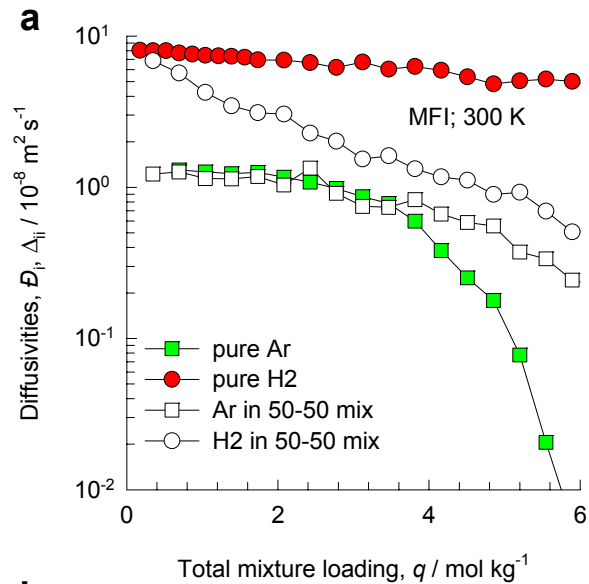 a
10¹
10⁰
10⁻¹
10⁻²
Diffusivities, Đᵢ, Δᵢᵢ / 10⁻⁸ m² s⁻¹
MFI; 300 K
pure Ar
pure H2
Ar in 50-50 mix
H2 in 50-50 mix
0 2 4 6
Total mixture loading, q / mol kg⁻¹